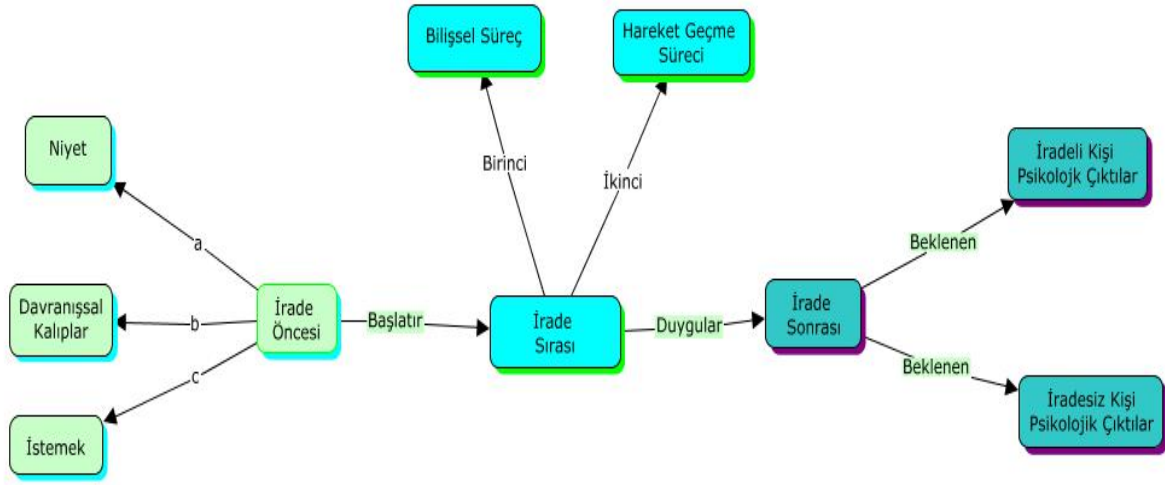 Bilişsel Süreç
Hareket Geçme
Süreci
Niyet
Birinci
İkinci
İradeli Kişi
Psikolojk Çıktılar
a
Beklenen
Davranışsal
Kalıplar
b
İrade
Öncesi
Başlatır
İrade
Sırası
Duygular
İrade
Sonrası
c
Beklenen
İstemek
İradesiz Kişi
Psikolojik Çıktılar